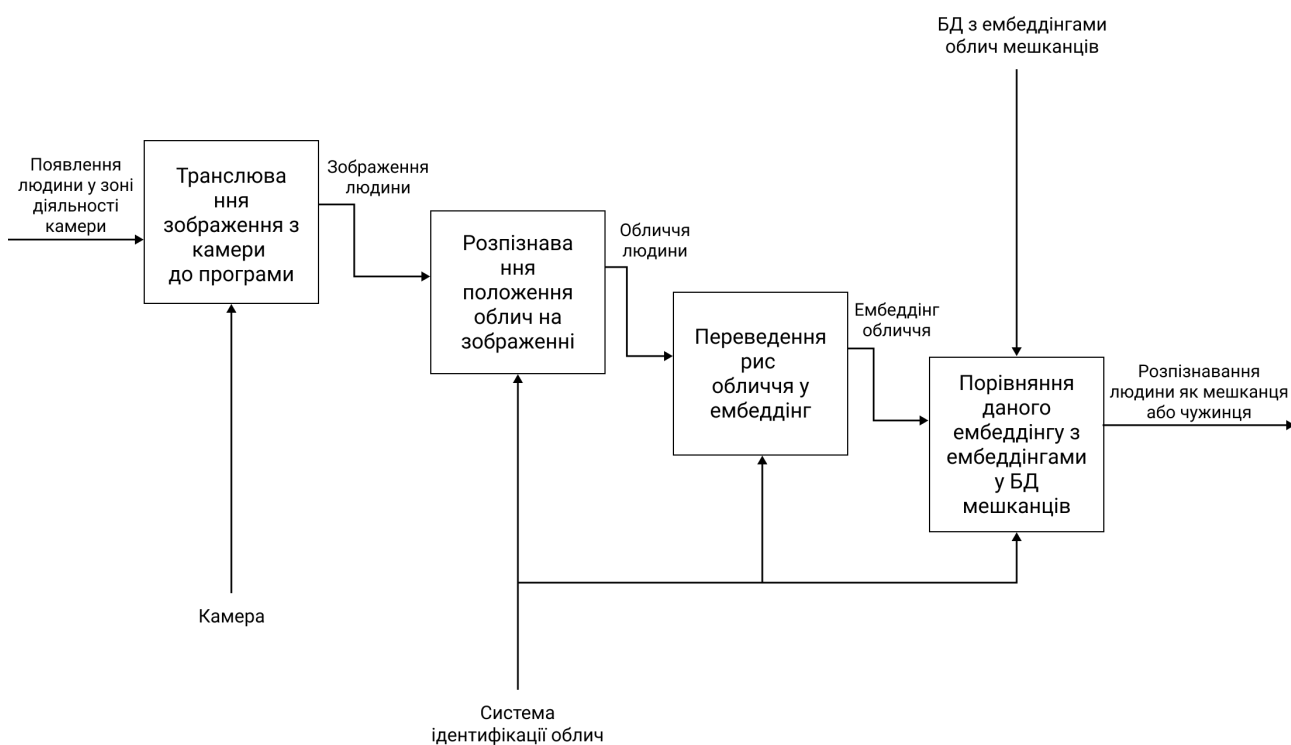 БД з ембеддінгами
облич мешканців
Появлення
людини у зоні
діяльності
камери
Транслюва
ння
зображення з
камери
до програми
Зображення
людини
Розпізнава
ння
положення
облич на
зображенні
Обличчя
людини
Переведення
рис
обличчя у
ембеддінг
Ембеддінг
обличчя
Порівняння
даного
ембеддінгу з
ембеддінгами
у БД
мешканців
Розпізнавання
людини як мешканця
або чужинця
Камера
Система
ідентифікації облич